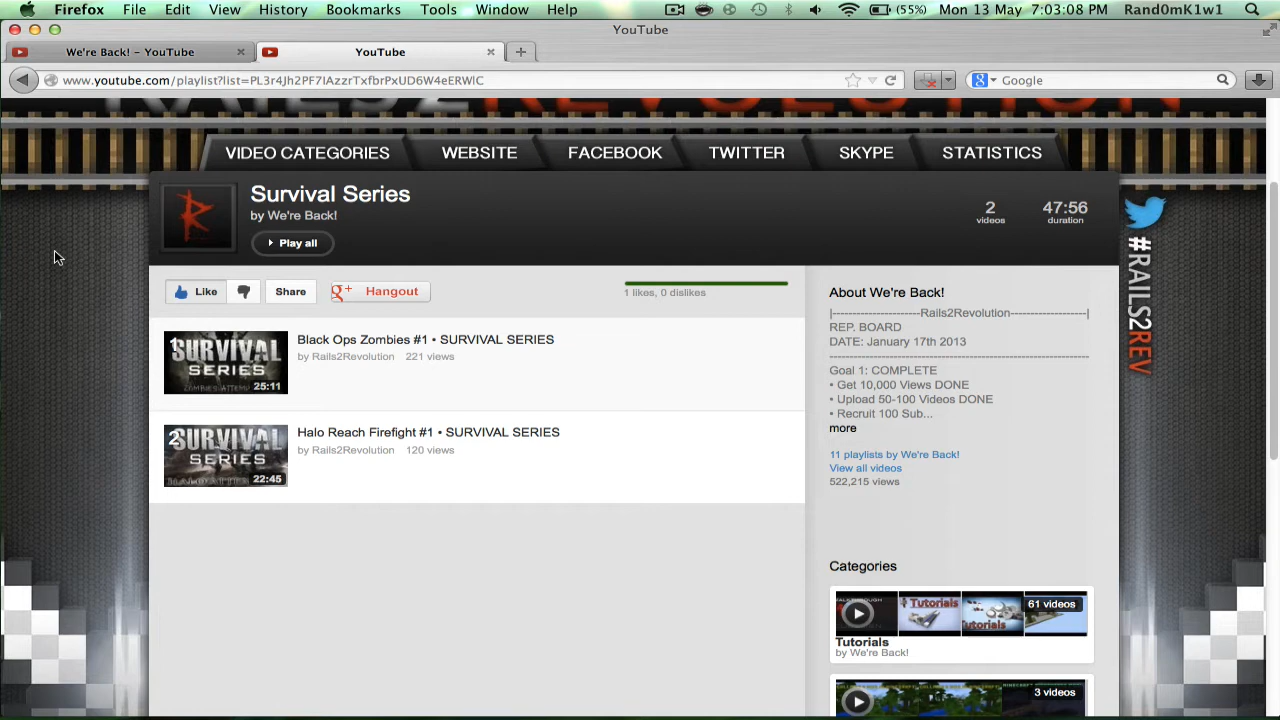 Firefox File Edit View History Bookmarks Tools Window Help (55%) Mon 13 May 7:03:08 PM Rand0mK1w1
YouTube
We're Back! – YouTube
YouTube
www.youtube.com/playlist?list=PL3r4Jh2PF7IAzzrTxfbrPxUD6W4eERWlC
Google
RAILS2REVOLUTION
VIDEO CATEGORIES WEBSITE FACEBOOK TWITTER SKYPE STATISTICS
Survival Series
by We're Back!
Play all
2
videos
47:56
duration
Like
Share
g+ Hangout
1 likes, 0 dislikes
1
SURVIVAL
SERIES
25:11
Black Ops Zombies #1 • SURVIVAL SERIES
by Rails2Revolution 221 views
2
SURVIVAL
SERIES
22:45
Halo Reach Firefight #1 • SURVIVAL SERIES
by Rails2Revolution 120 views
About We're Back!
|----------------------Rails2Revolution-------------------|
REP. BOARD
DATE: January 17th 2013
-----------------------------------------------------------------
Goal 1: COMPLETE
• Get 10,000 Views DONE
• Upload 50-100 Videos DONE
• Recruit 100 Sub...
more
11 playlists by We're Back!
View all videos
522,215 views
#RAILS2REV
Categories
Tutorials
Tutorials
61 videos
Tutorials
by We're Back!
3 videos